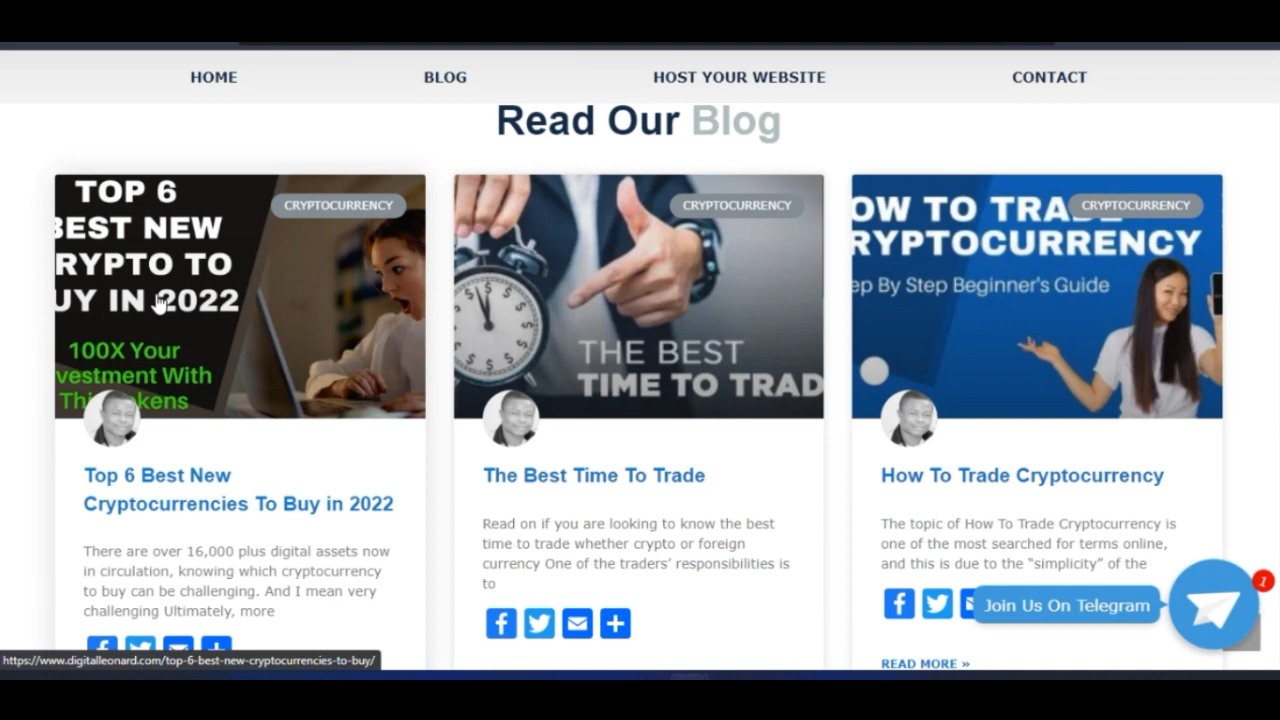 HOME BLOG HOST YOUR WEBSITE CONTACT
Read Our Blog
TOP 6
BEST NEW
RYPTO TO
UY IN 2022
100X Your
vestment With
CRYPTOCURRENCY
Top 6 Best New
Cryptocurrencies To Buy in 2022
There are over 16,000 plus digital assets now
in circulation, knowing which cryptocurrency
to buy can be challenging. And I mean very
challenging Ultimately, more
CRYPTOCURRENCY
THE BEST
TIME TO TRAD
The Best Time To Trade
Read on if you are looking to know the best
time to trade whether crypto or foreign
currency One of the traders’ responsibilities is
to
CRYPTOCURRENCY
OW TO TRADE
RYPTOCURRENCY
ep By Step Beginner's Guide
How To Trade Cryptocurrency
The topic of How To Trade Cryptocurrency is
one of the most searched for terms online,
and this is due to the “simplicity” of the
READ MORE »
Join Us On Telegram
1
https://www.digitalleonard.com/top-6-best-new-cryptocurrencies-to-buy/